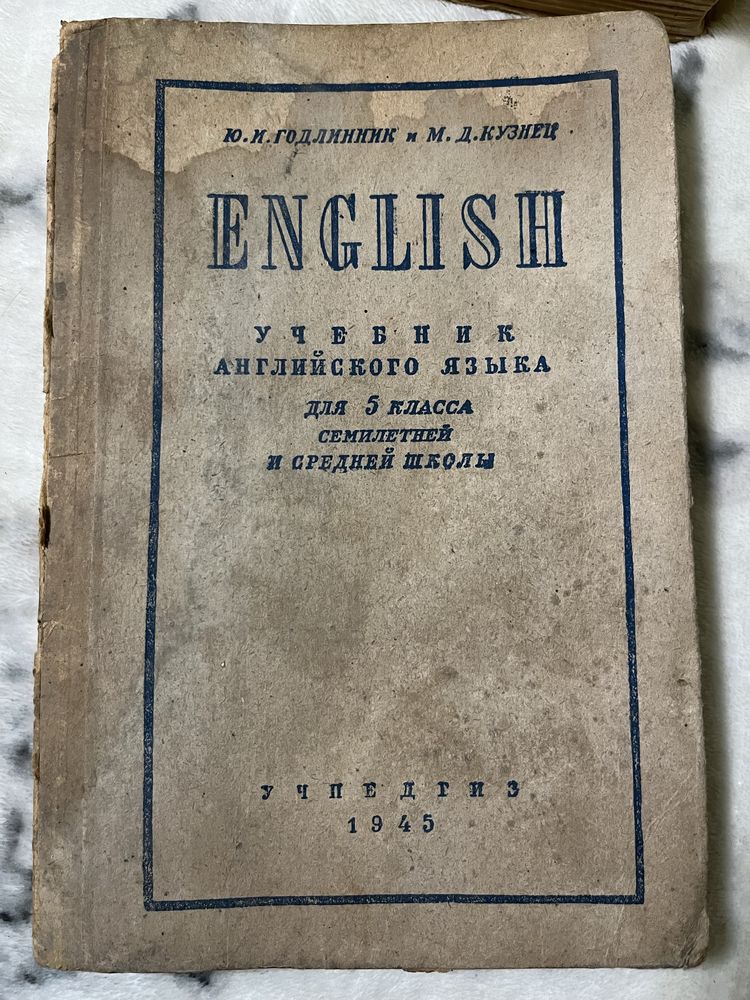 Ю. И. ГОДЛИННИК и М. Д. КУЗНЕЦ
ENGLISH
УЧЕБНИК
АНГЛИЙСКОГО ЯЗЫКА
ДЛЯ 5 КЛАССА
СЕМИЛЕТНЕЙ
И СРЕДНЕЙ ШКОЛЫ
УЧПЕДГИЗ
1945